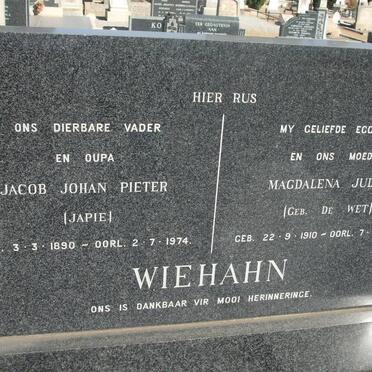 HIER RUS
ONS DIERBARE VADER
EN OUPA
JACOB JOHAN PIETER
(JAPIE)
3·3·1890 – OORL. 2·7·1974.
MY GELIEFDE
EN ONS
MAGDALENA
(GEB. DE WET)
GEB. 22·9·1910 – OORL. 7·
WIEHAHN
ONS IS DANKBAAR VIR MOOI HERINNERINGE.